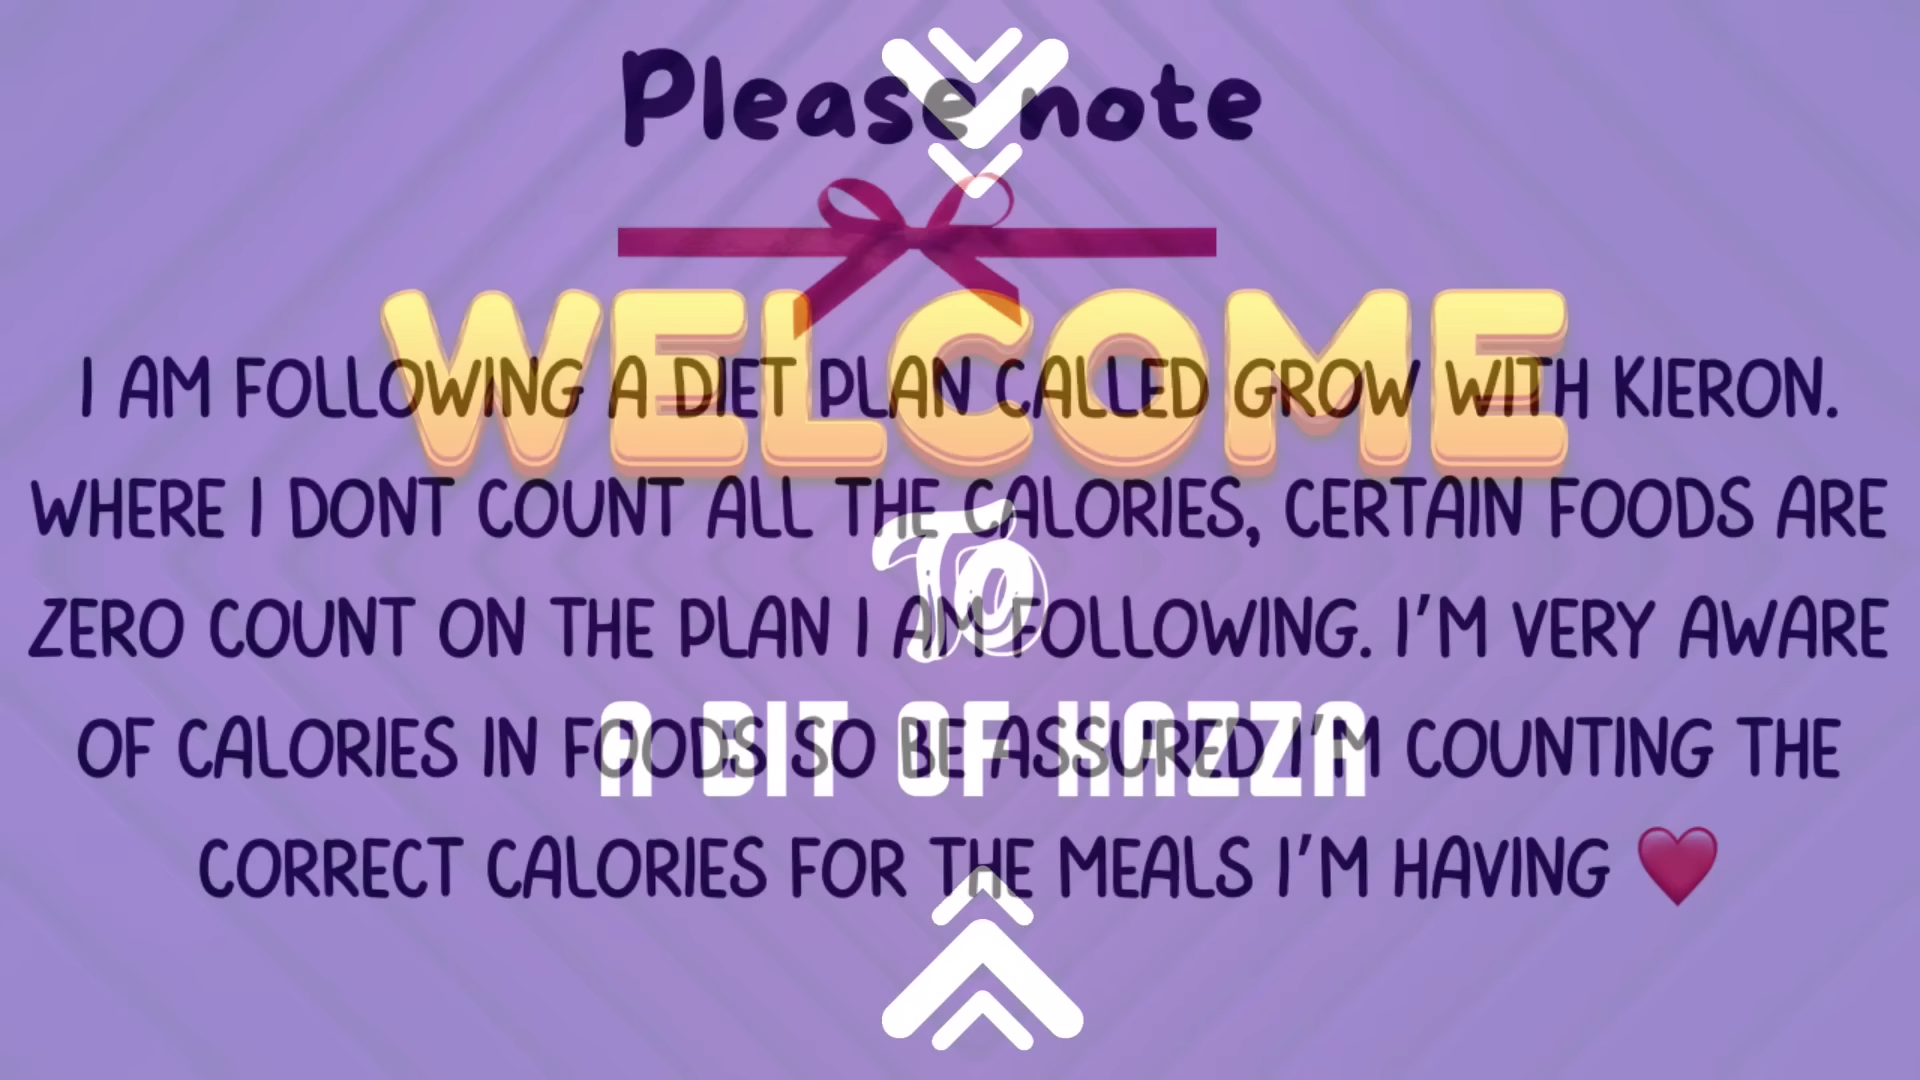 Please note
WELCOME
I AM FOLLOWING A DIET PLAN CALLED GROW WITH KIERON.
WHERE I DONT COUNT ALL THE CALORIES, CERTAIN FOODS ARE
To
ZERO COUNT ON THE PLAN I AM FOLLOWING. I'M VERY AWARE
OF CALORIES IN FOODS SO BE ASSURED I'M COUNTING THE
A BIT OF HAZZA
CORRECT CALORIES FOR THE MEALS I'M HAVING ❤️